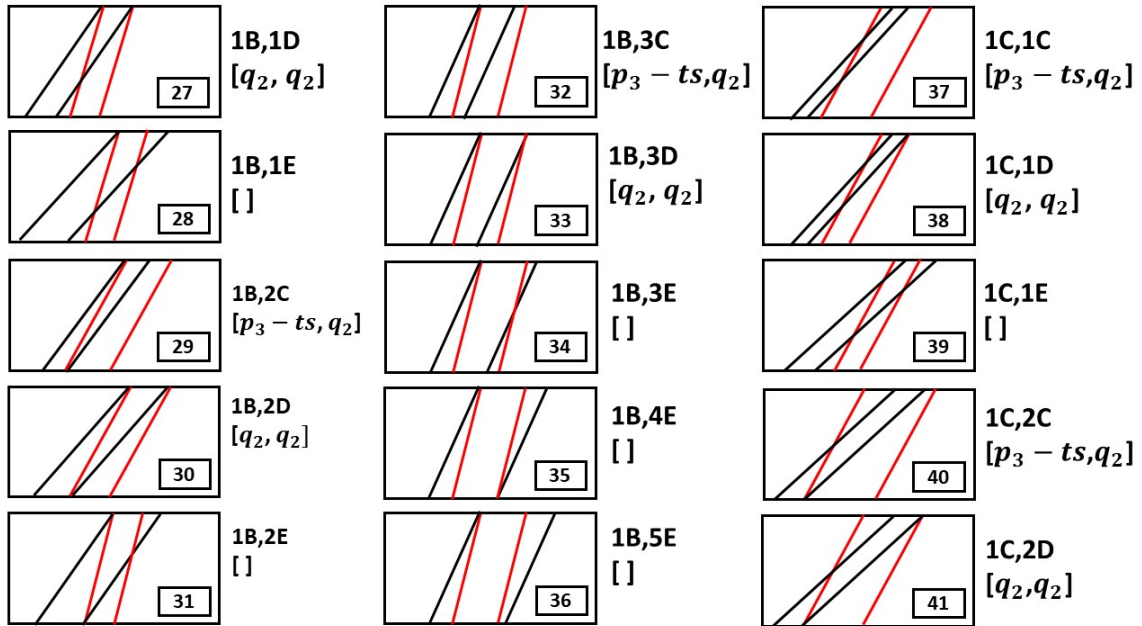 27
1B,1D
[q₂, q₂]
28
1B,1E
[ ]
29
1B,2C
[p₃ − ts, q₂]
30
1B,2D
[q₂, q₂]
31
1B,2E
[ ]
32
1B,3C
[p₃ − ts,q₂]
33
1B,3D
[q₂, q₂]
34
1B,3E
[ ]
35
1B,4E
[ ]
36
1B,5E
[ ]
37
1C,1C
[p₃ − ts,q₂]
38
1C,1D
[q₂, q₂]
39
1C,1E
[ ]
40
1C,2C
[p₃ − ts,q₂]
41
1C,2D
[q₂,q₂]